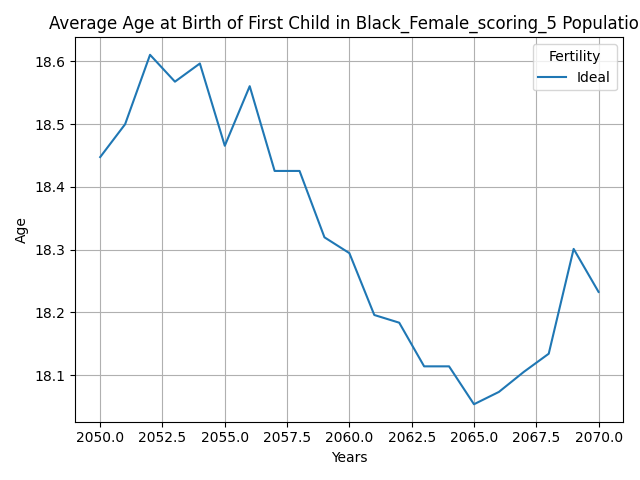 Average Age at Birth of First Child in Black_Female_scoring_5 Populatio
Fertility
Ideal
18.6
18.5
18.4
18.3
18.2
18.1
Age
2050.0 2052.5 2055.0 2057.5 2060.0 2062.5 2065.0 2067.5 2070.0
Years